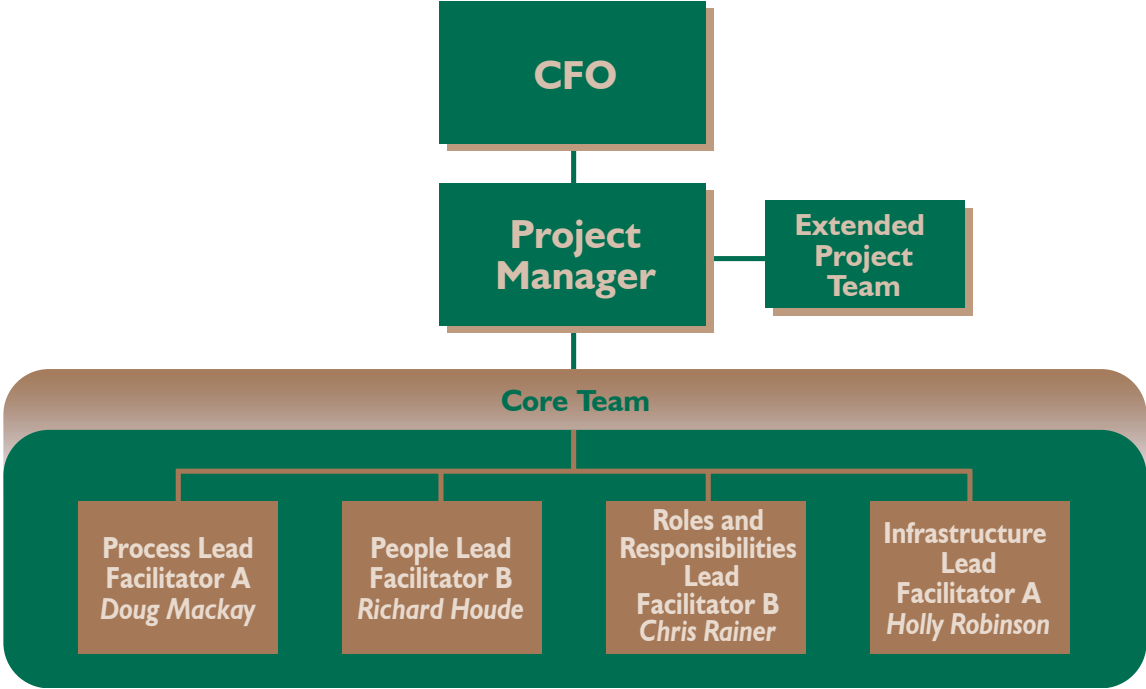 CFO
Project
Manager
Extended
Project
Team
Core Team
Process Lead
Facilitator A
Doug Mackay
People Lead
Facilitator B
Richard Houde
Roles and
Responsibilities
Lead
Facilitator B
Chris Rainer
Infrastructure
Lead
Facilitator A
Holly Robinson